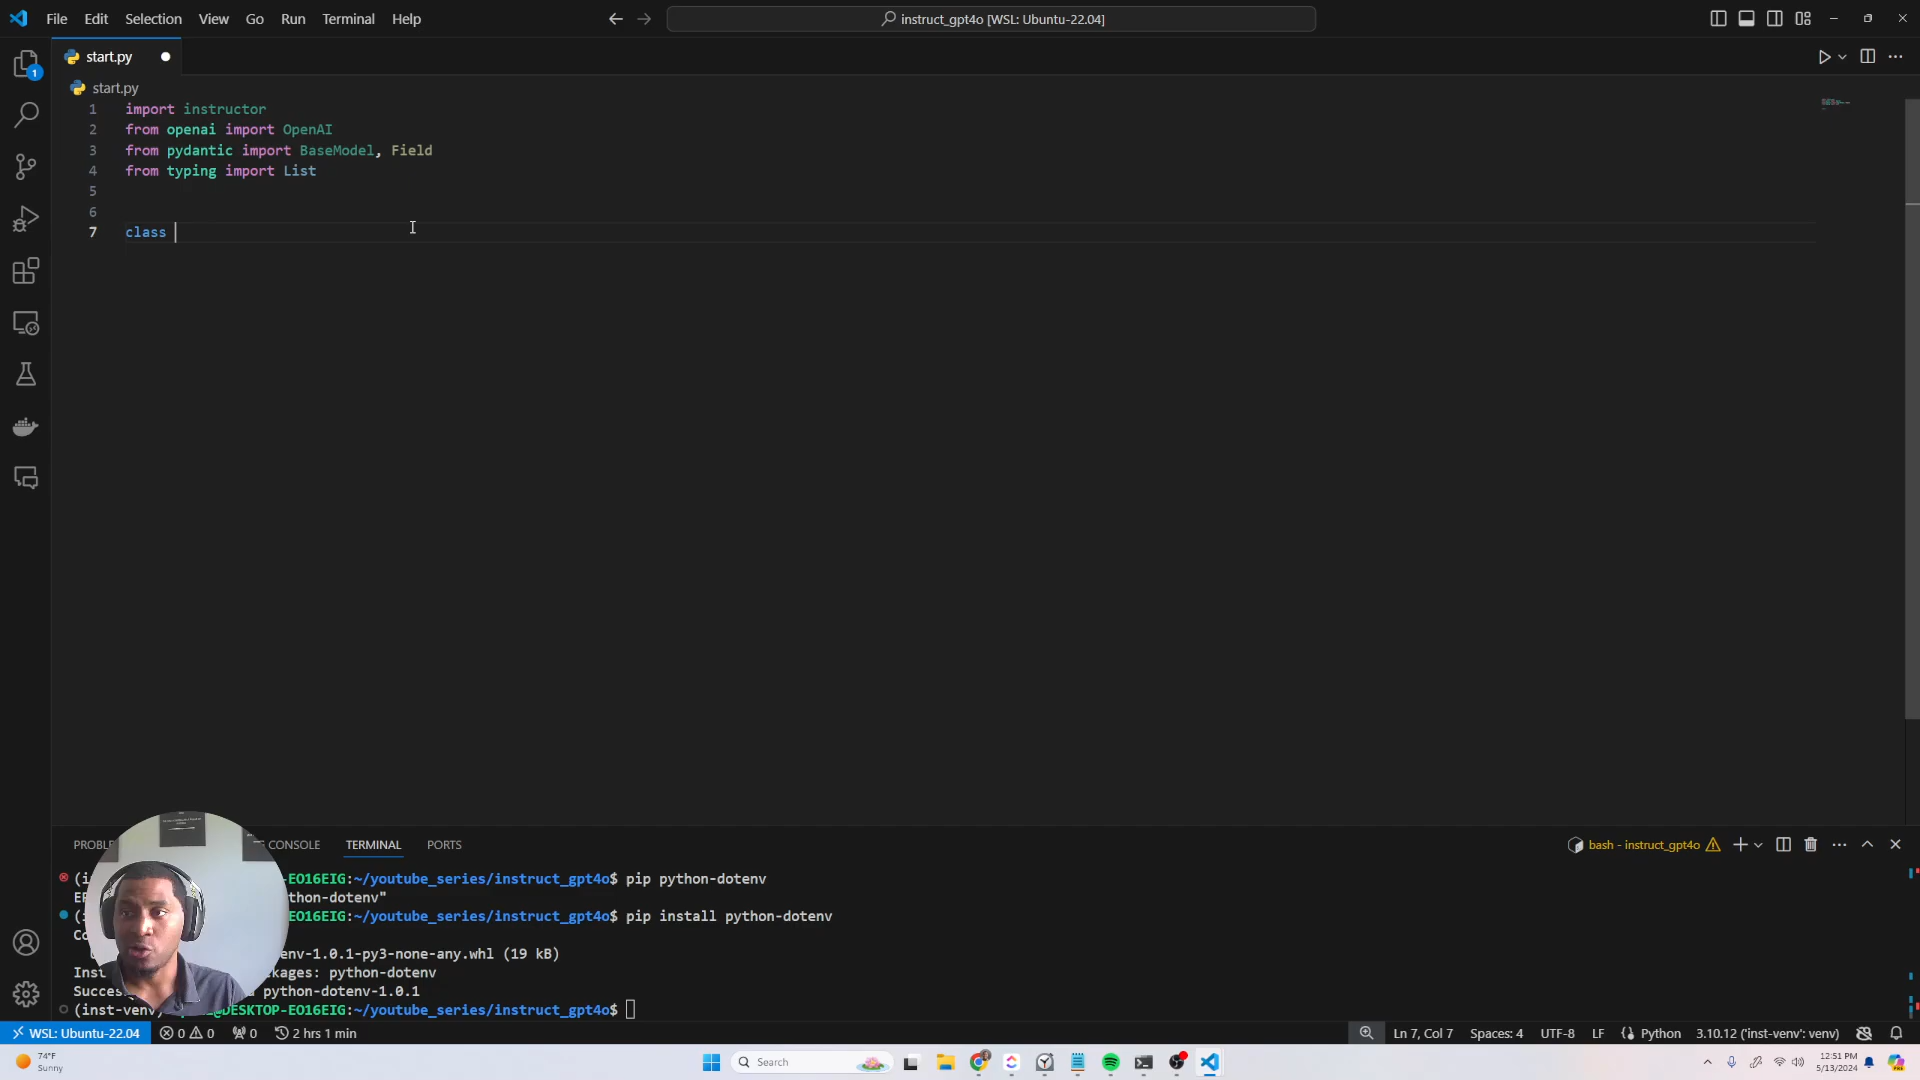 File Edit Selection View Go Run Terminal Help
instruct_gpt4o [WSL: Ubuntu-22.04]
start.py
start.py
1 import instructor
2 from openai import OpenAI
3 from pydantic import BaseModel, Field
4 from typing import List
5
6
7 class
PROBLE CONSOLE TERMINAL PORTS
bash - instruct_gpt4o
EO16EIG:~/youtube_series/instruct_gpt4o$ pip python-dotenv
thon-dotenv"
EO16EIG:~/youtube_series/instruct_gpt4o$ pip install python-dotenv
env-1.0.1-py3-none-any.whl (19 kB)
Inst kages: python-dotenv
Succes python-dotenv-1.0.1
(inst-venv) @DESKTOP-EO16EIG:~/youtube_series/instruct_gpt4o$
WSL: Ubuntu-22.04 0 0 0 2 hrs 1 min Ln 7, Col 7 Spaces: 4 UTF-8 LF Python 3.10.12 ('inst-venv': venv)
74°F
Sunny
Search
12:51 PM
5/13/2024